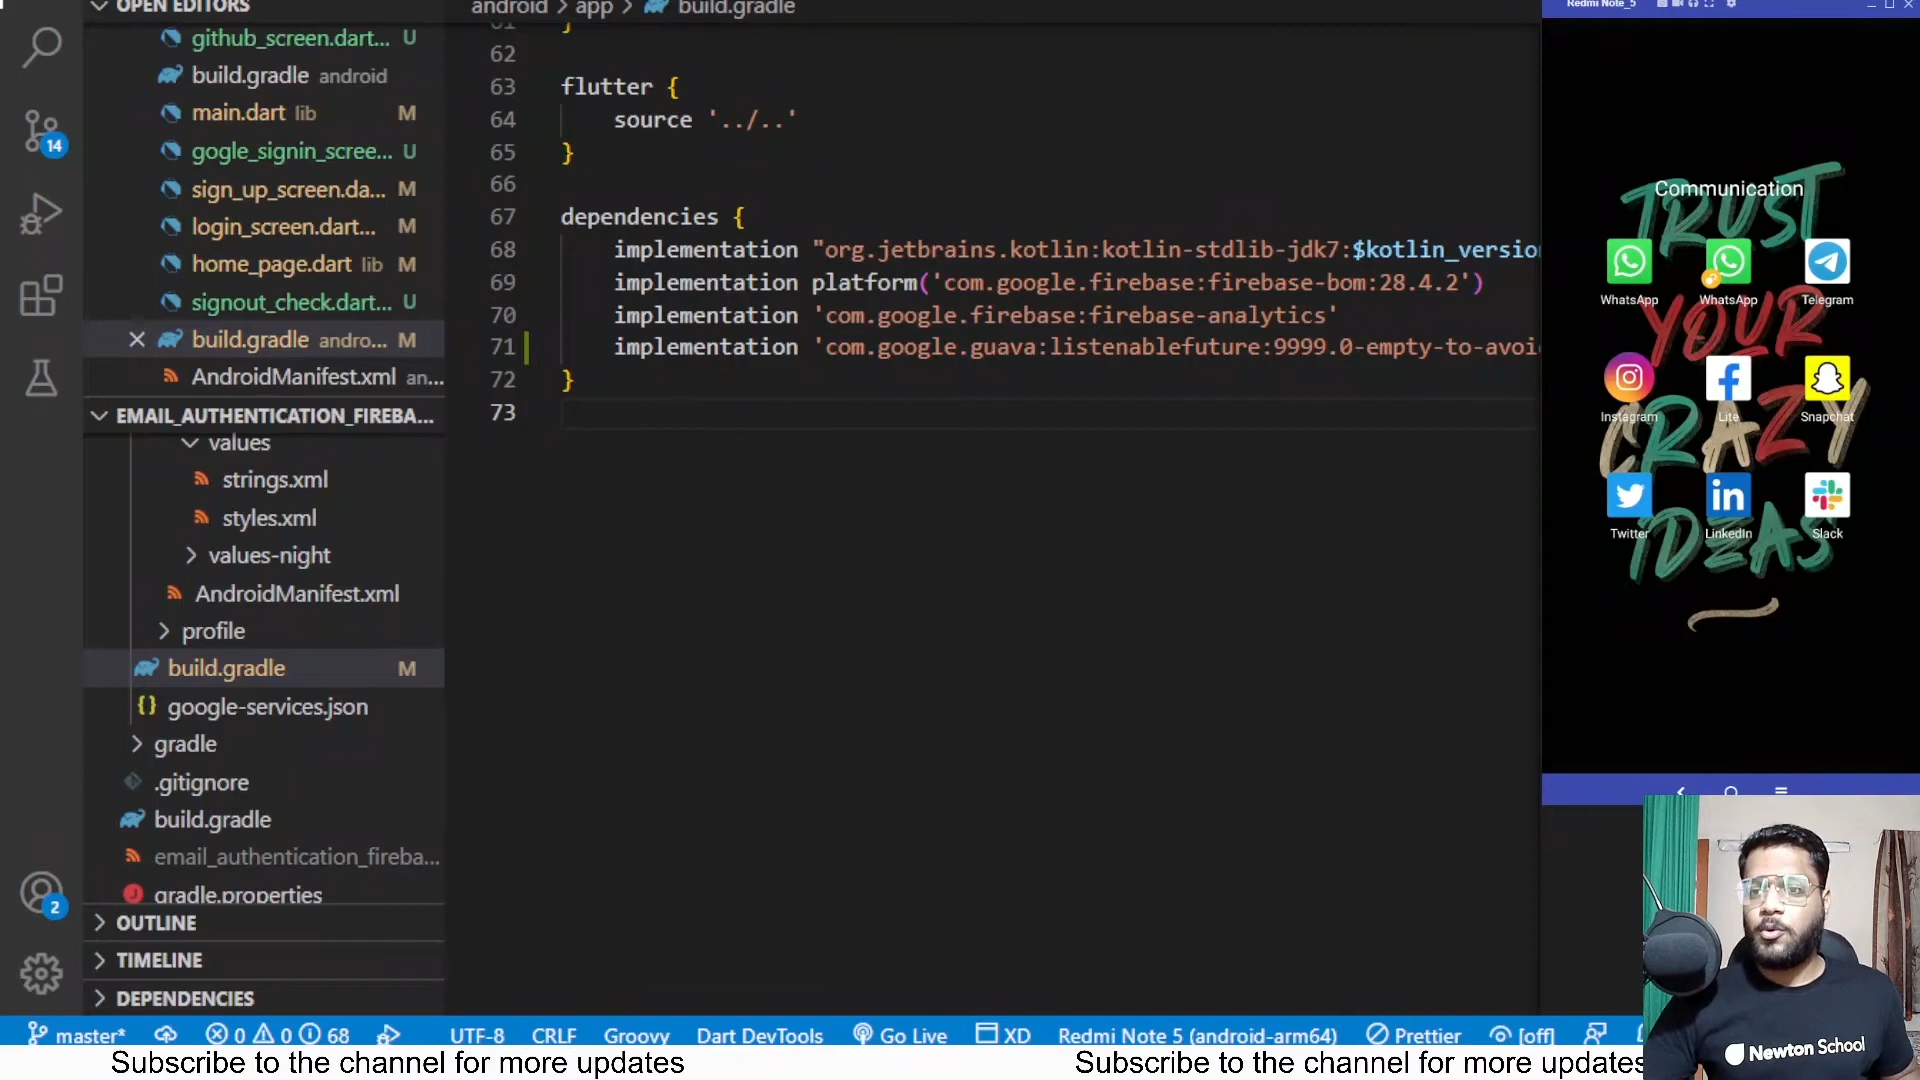 OPEN EDITORS
github_screen.dart... U
build.gradle android
main.dart lib M
gogle_signin_scree... U
sign_up_screen.da... M
login_screen.dart... M
home_page.dart lib M
signout_check.dart... U
build.gradle andro... M
AndroidManifest.xml an...
EMAIL_AUTHENTICATION_FIREBA...
values
strings.xml
styles.xml
values-night
AndroidManifest.xml
profile
build.gradle M
google-services.json
gradle
.gitignore
build.gradle
email_authentication_fireba...
gradle.properties
OUTLINE
TIMELINE
DEPENDENCIES
14
2
android > app > build.gradle
61 }
62
63 flutter {
64 source '../..'
65 }
66
67 dependencies {
68 implementation "org.jetbrains.kotlin:kotlin-stdlib-jdk7:$kotlin_version
69 implementation platform('com.google.firebase:firebase-bom:28.4.2')
70 implementation 'com.google.firebase:firebase-analytics'
71 implementation 'com.google.guava:listenablefuture:9999.0-empty-to-avoi
72 }
73
Redmi Note_5
Communication
TRUST
WhatsApp WhatsApp Telegram
YOUR
Instagram Lite Snapchat
CRAZY
Twitter LinkedIn Slack
IDEAS
Newton School
master* 0 0 68 UTF-8 CRLF Groovy Dart DevTools Go Live XD Redmi Note 5 (android-arm64) Prettier [off]
Subscribe to the channel for more updates Subscribe to the channel for more updates